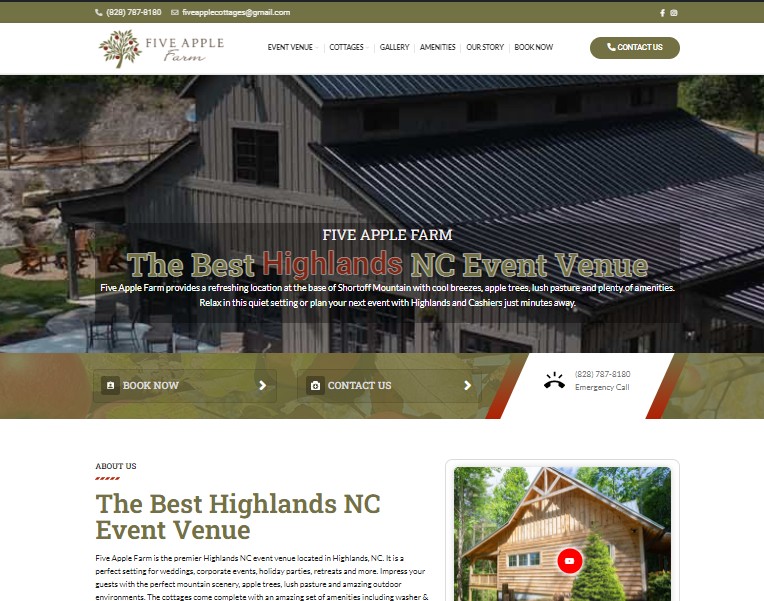 (828) 787-8180 fiveapplecottages@gmail.com
FIVE APPLE
Farm
EVENT VENUE COTTAGES GALLERY AMENITIES OUR STORY BOOK NOW
CONTACT US
FIVE APPLE FARM
The Best Highlands NC Event Venue
Five Apple Farm provides a refreshing location at the base of Shortoff Mountain with cool breezes, apple trees, lush pasture and plenty of amenities.
Relax in this quiet setting or plan your next event with Highlands and Cashiers just minutes away.
BOOK NOW
CONTACT US
(828) 787-8180
Emergency Call
ABOUT US
The Best Highlands NC
Event Venue
Five Apple Farm is the premier Highlands NC event venue located in Highlands, NC. It is a
perfect setting for weddings, corporate events, holiday parties, retreats and more. Impress your
guests with the perfect mountain scenery, apple trees, lush pasture and amazing outdoor
environments. The cottages come complete with an amazing set of amenities including washer &